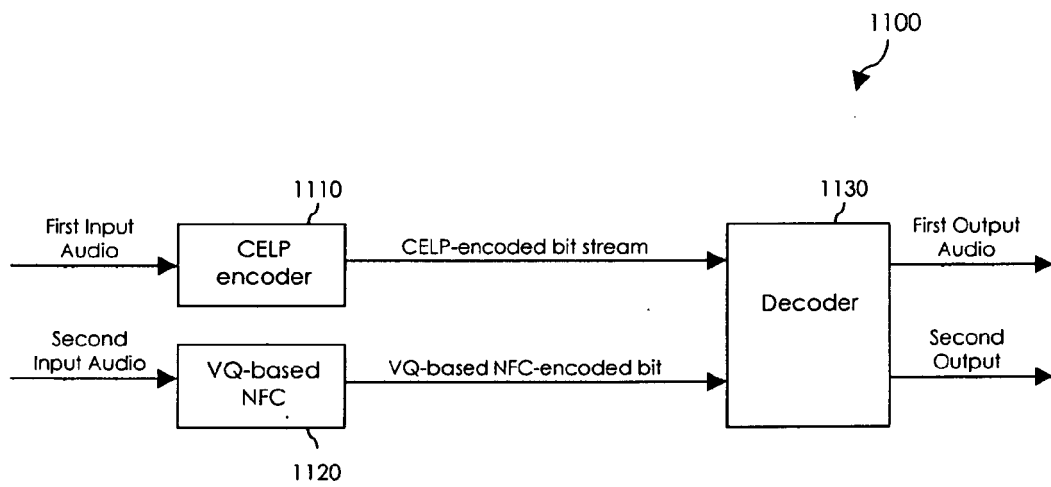 1100
1110
1130
First Input
Audio
CELP
encoder
CELP-encoded bit stream
First Output
Audio
Decoder
Second
Input Audio
VQ-based
NFC
VQ-based NFC-encoded bit
Second
Output
1120